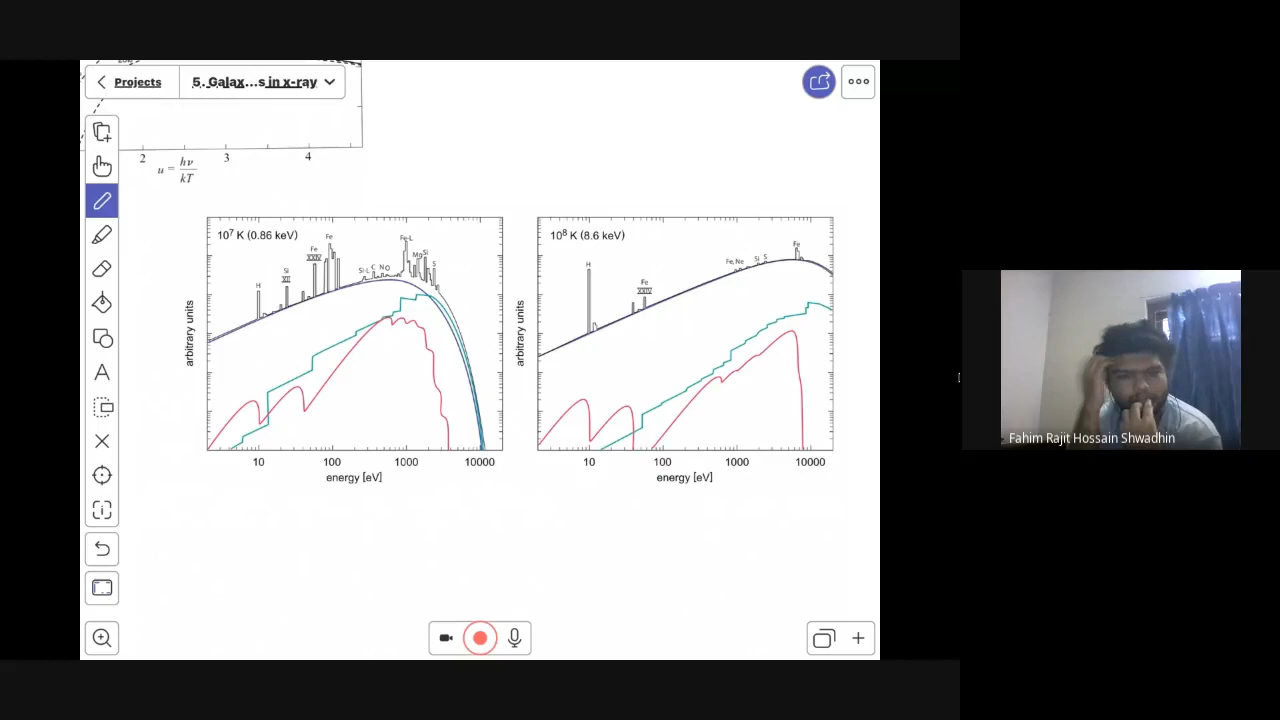 Projects
5. Galax...s in x-ray
2 3 4
u = hν
kT
10⁷ K (0.86 keV)
Fe
Fe
XXIV
Si
XII
H
Si-L C N O
Fe-L
Mg Si
S
arbitrary units
10 100 1000 10000
energy [eV]
10⁸ K (8.6 keV)
H
Fe
XXIV
Fe, Ne Si S
Fe
arbitrary units
10 100 1000 10000
energy [eV]
A
Fahim Rajit Hossain Shwadhin